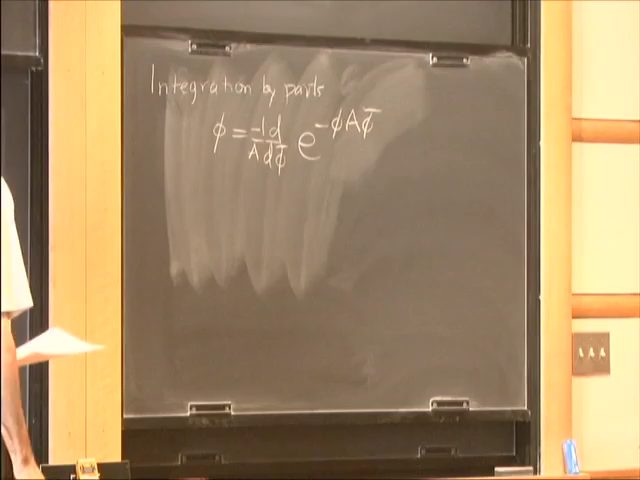 Integration by parts
ϕ = -1/A d/dϕ̄ e^{-ϕAϕ̄}